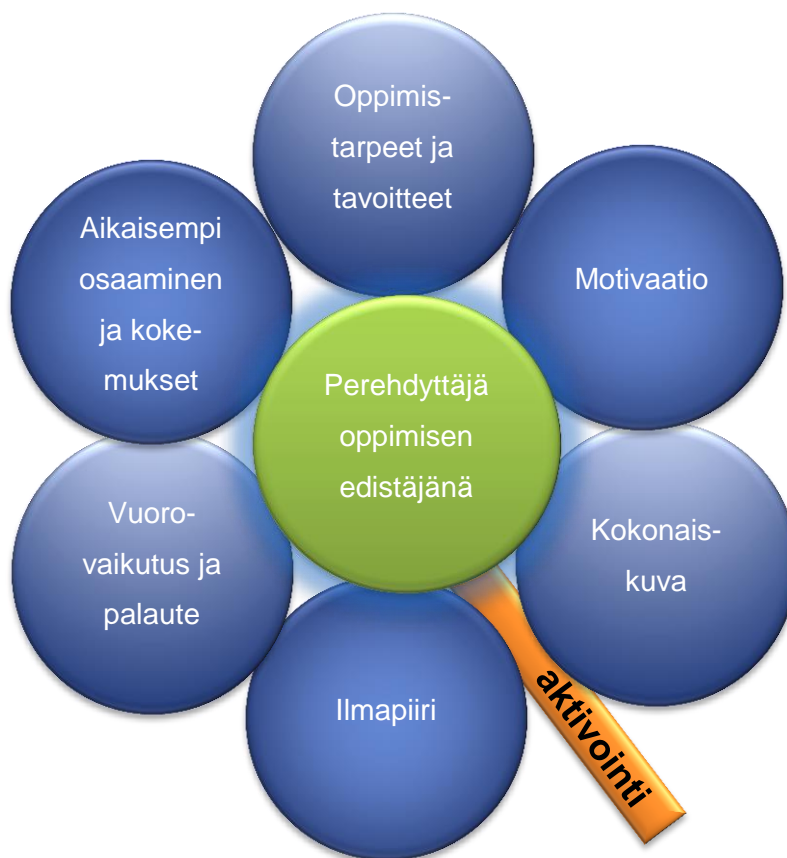 Oppimis-
tarpeet ja
tavoitteet
Aikaisempi
osaaminen
ja koke-
mukset
Motivaatio
Perehdyttäjä
oppimisen
edistäjänä
Vuoro-
vaikutus ja
palaute
Kokonais-
kuva
Ilmapiiri
aktivointi